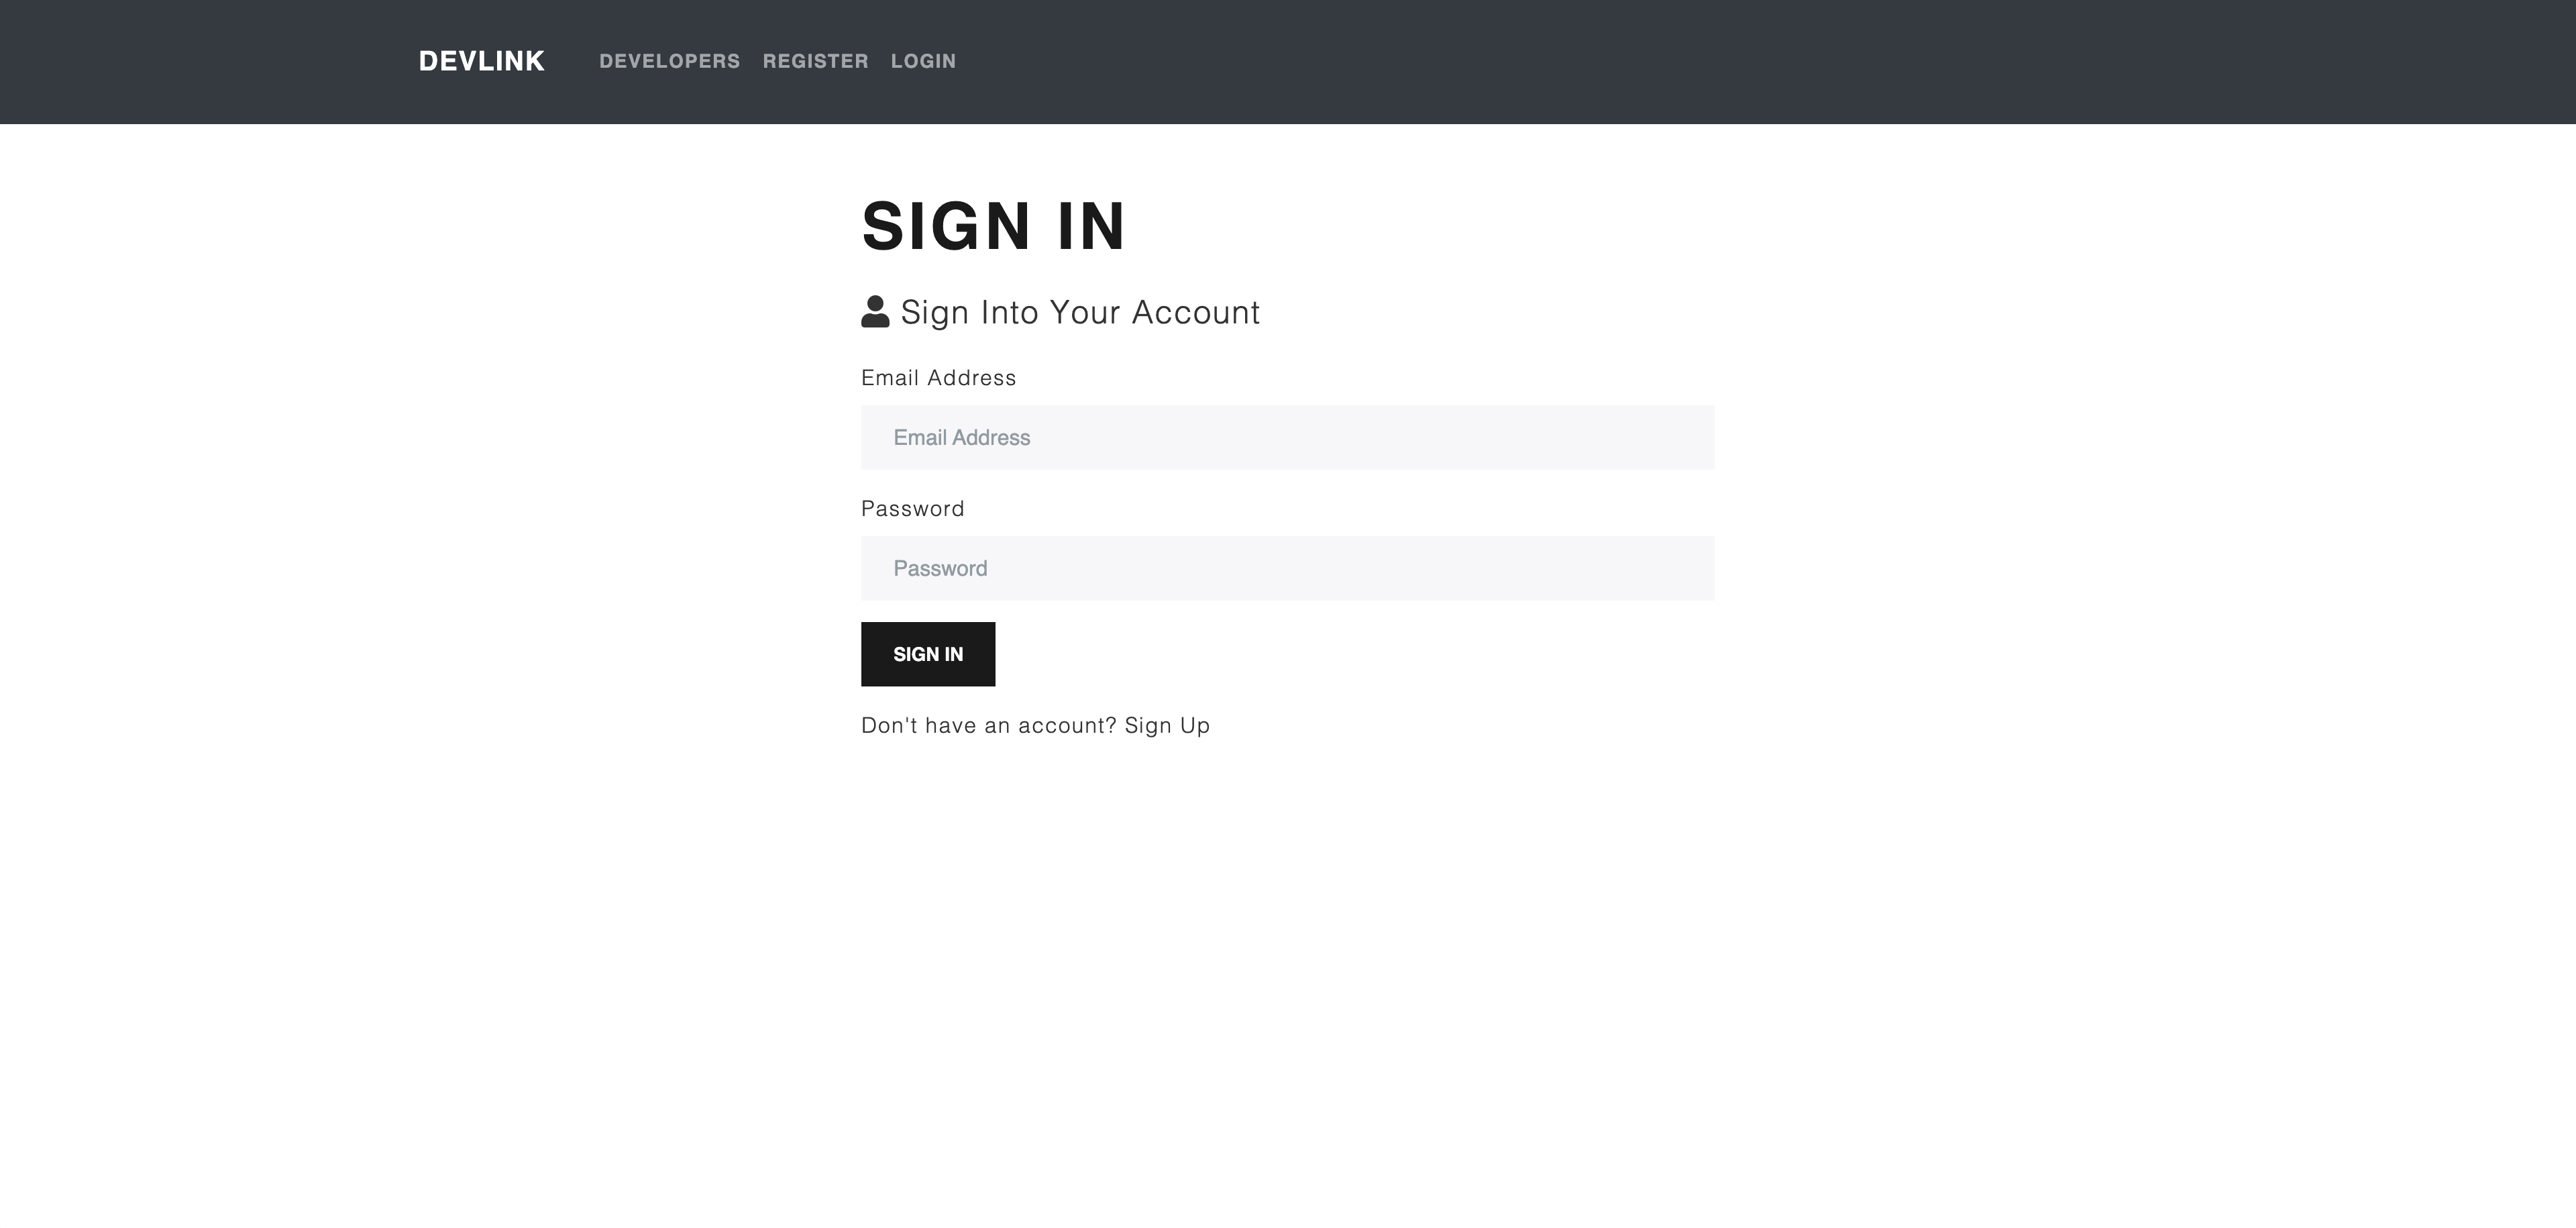 DEVLINK DEVELOPERS REGISTER LOGIN
SIGN IN
Sign Into Your Account
Email Address
Email Address
Password
Password
SIGN IN
Don't have an account? Sign Up